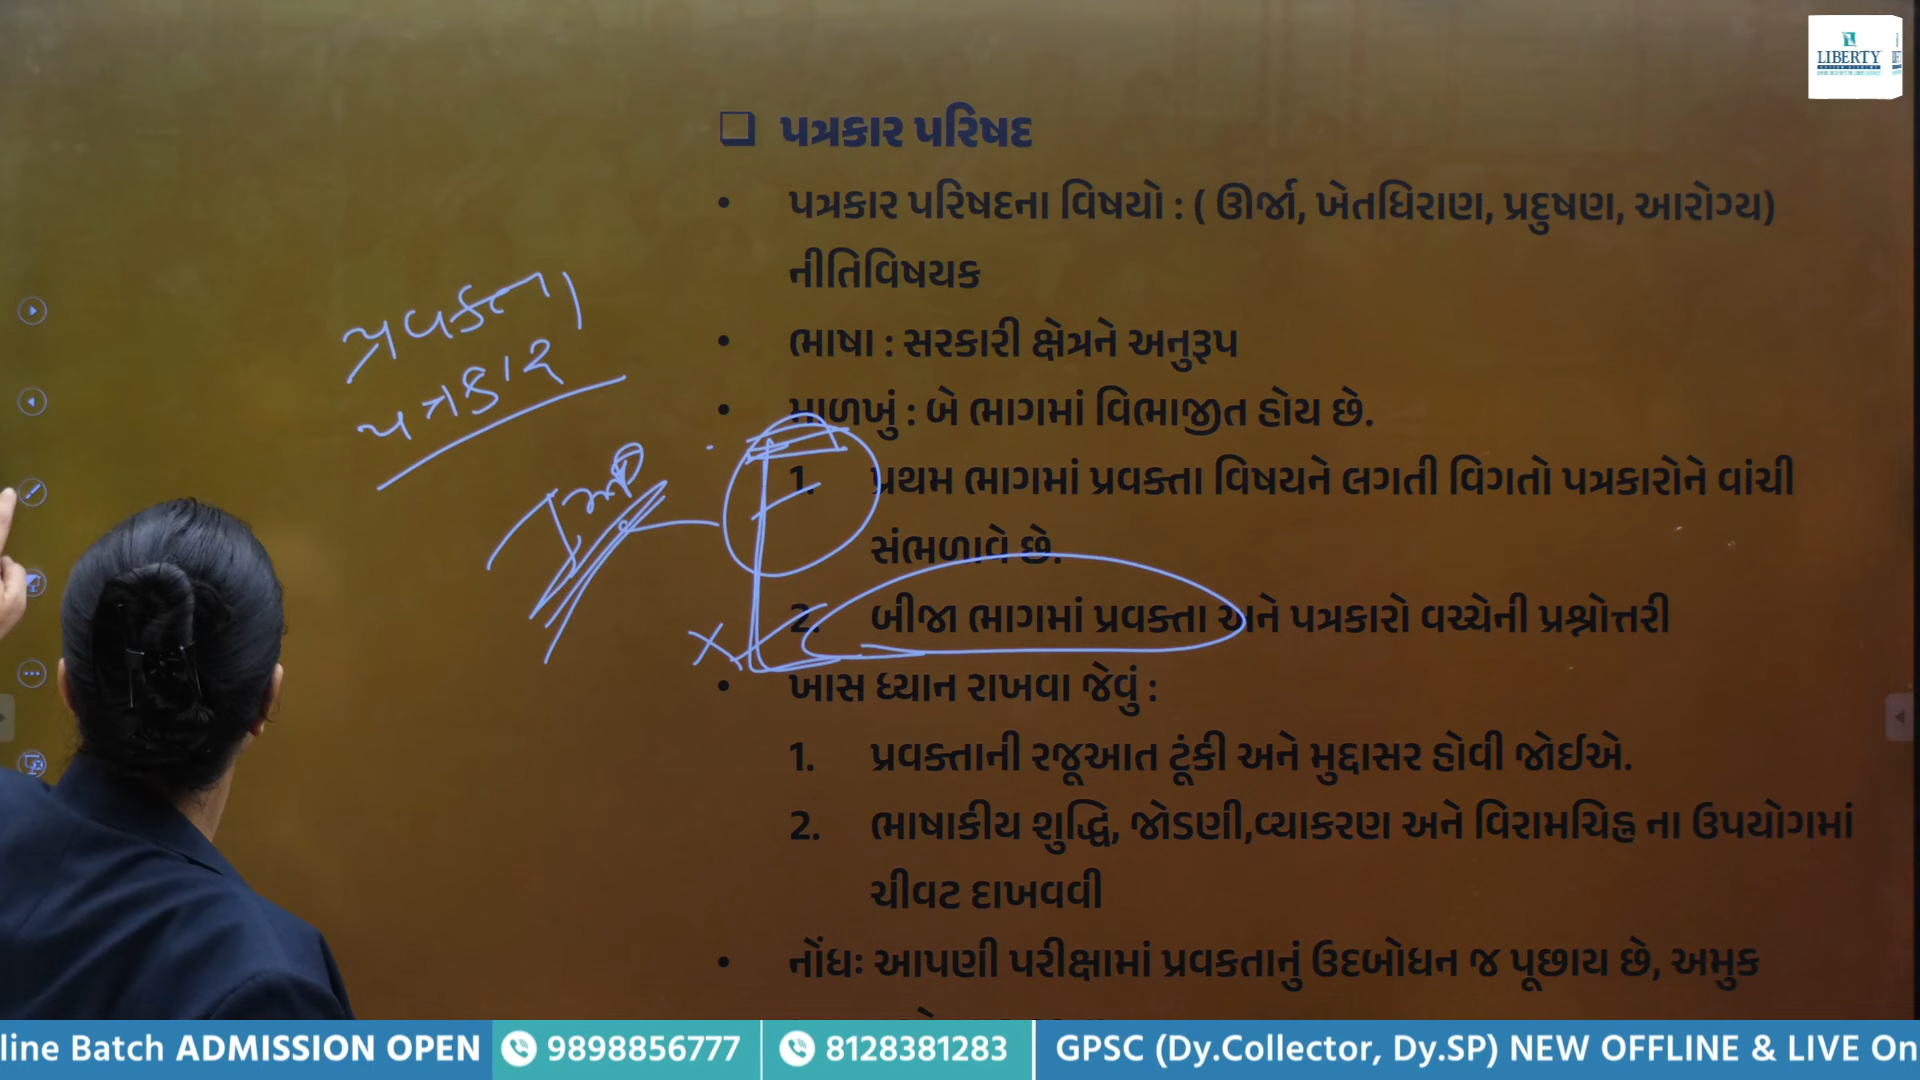 LIBERTY
❑ પત્રકાર પરિષદ
• પત્રકાર પરિષદના વિષયો : ( ઊર્જા, ખેતધિરાણ, પ્રદુષણ, આરોગ્ય)
નીતિવિષયક
• ભાષા : સરકારી ક્ષેત્રને અનુરૂપ
• માળખું : બે ભાગમાં વિભાજીત હોય છે.
1. પ્રથમ ભાગમાં પ્રવક્તા વિષયને લગતી વિગતો પત્રકારોને વાંચી
સંભળાવે છે.
2. બીજા ભાગમાં પ્રવક્તા અને પત્રકારો વચ્ચેની પ્રશ્નોત્તરી
• ખાસ ધ્યાન રાખવા જેવું :
1. પ્રવક્તાની રજૂઆત ટૂંકી અને મુદ્દાસર હોવી જોઈએ.
2. ભાષાકીય શુદ્ધિ, જોડણી,વ્યાકરણ અને વિરામચિહ્ન ના ઉપયોગમાં
ચીવટ દાખવવી
• નોંધઃ આપણી પરીક્ષામાં પ્રવકતાનું ઉદબોધન જ પૂછાય છે, અમુક
પ્રવક્તા
પત્રકાર
Imp
line Batch ADMISSION OPEN 9898856777 8128381283 GPSC (Dy.Collector, Dy.SP) NEW OFFLINE & LIVE On